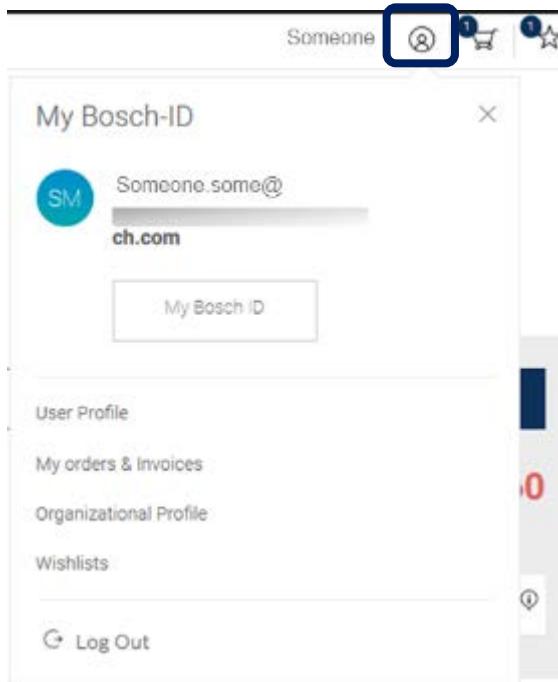 Someone
1
1
My Bosch-ID
SM
Someone.some@
ch.com
My Bosch ID
User Profile
My orders & Invoices
Organizational Profile
Wishlists
Log Out